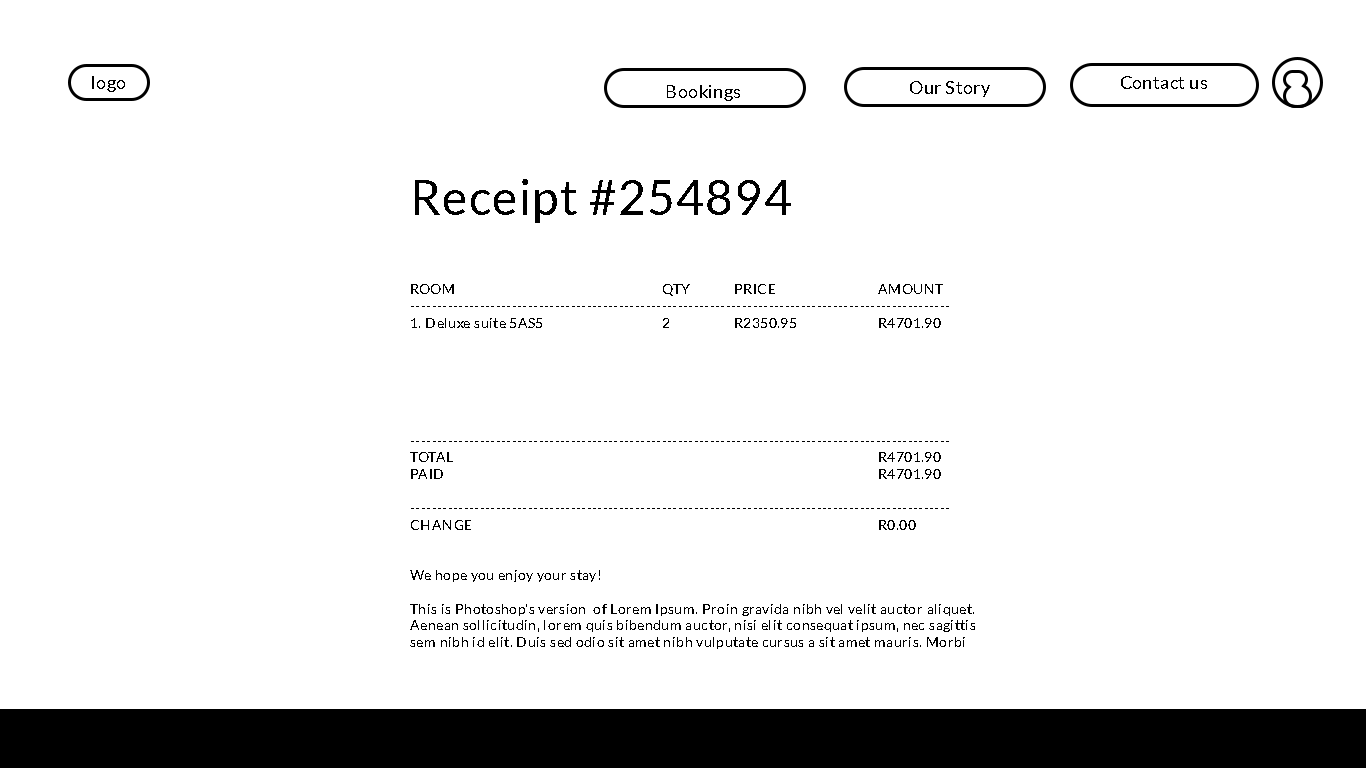 logo
Bookings
Our Story
Contact us
Receipt #254894
ROOM QTY PRICE AMOUNT
1. Deluxe suite 5AS5 2 R2350.95 R4701.90
TOTAL R4701.90
PAID R4701.90
CHANGE R0.00
We hope you enjoy your stay!
This is Photoshop's version  of Lorem Ipsum. Proin gravida nibh vel velit auctor aliquet.
Aenean sollicitudin, lorem quis bibendum auctor, nisi elit consequat ipsum, nec sagittis
sem nibh id elit. Duis sed odio sit amet nibh vulputate cursus a sit amet mauris. Morbi